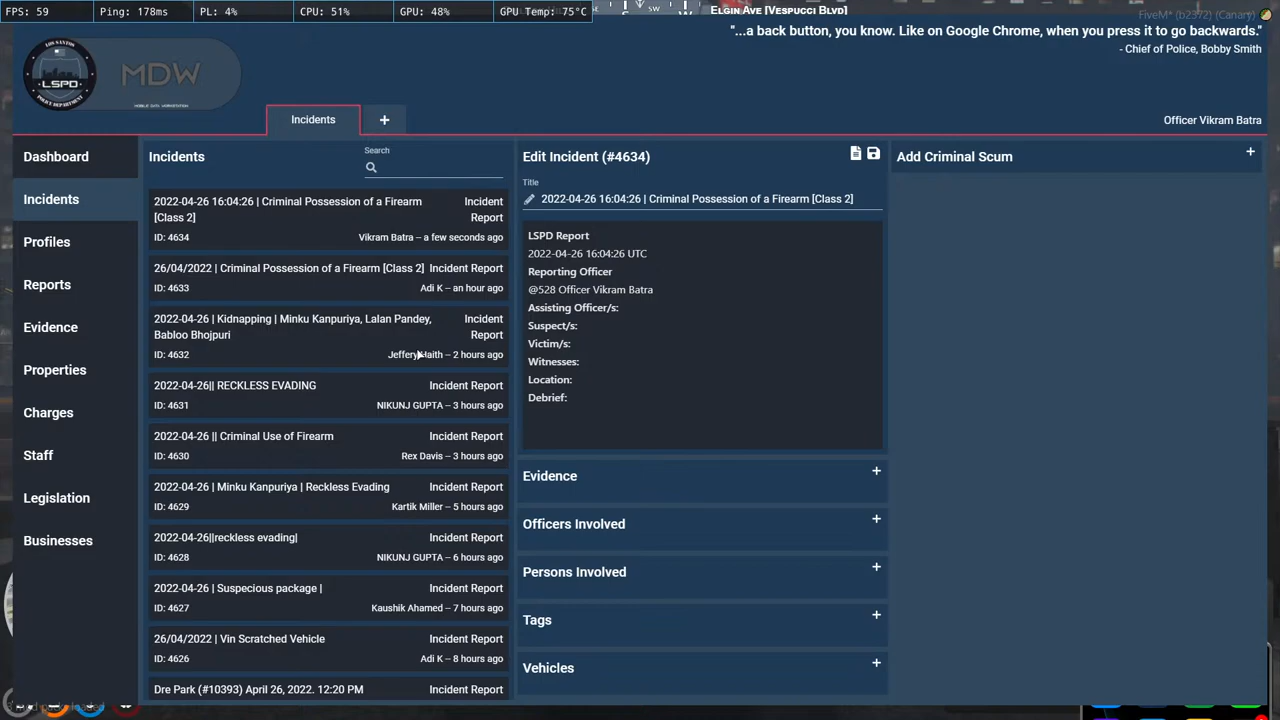 FPS: 59
Ping: 178ms
PL: 4%
CPU: 51%
GPU: 48%
GPU Temp: 75°C
SW
Elgin Ave [Vespucci Blvd]
FiveM* (b2372) (Canary)
"...a back button, you know. Like on Google Chrome, when you press it to go backwards."
- Chief of Police, Bobby Smith
LOS SANTOS
LSPD
POLICE DEPARTMENT
MDW
MOBILE DATA WORKSTATION
Incidents
+
Officer Vikram Batra
Dashboard
Incidents
Profiles
Reports
Evidence
Properties
Charges
Staff
Legislation
Businesses
Incidents
Search
2022-04-26 16:04:26 | Criminal Possession of a Firearm
[Class 2]
Incident
Report
ID: 4634
Vikram Batra – a few seconds ago
26/04/2022 | Criminal Possession of a Firearm [Class 2]
Incident Report
ID: 4633
Adi K – an hour ago
2022-04-26 | Kidnapping | Minku Kanpuriya, Lalan Pandey,
Babloo Bhojpuri
Incident
Report
ID: 4632
Jeffery Haith – 2 hours ago
2022-04-26|| RECKLESS EVADING
Incident Report
ID: 4631
NIKUNJ GUPTA – 3 hours ago
2022-04-26 || Criminal Use of Firearm
Incident Report
ID: 4630
Rex Davis – 3 hours ago
2022-04-26 | Minku Kanpuriya | Reckless Evading
Incident Report
ID: 4629
Kartik Miller – 5 hours ago
2022-04-26||reckless evading|
Incident Report
ID: 4628
NIKUNJ GUPTA – 6 hours ago
2022-04-26 | Suspecious package |
Incident Report
ID: 4627
Kaushik Ahamed – 7 hours ago
26/04/2022 | Vin Scratched Vehicle
Incident Report
ID: 4626
Adi K – 8 hours ago
Dre Park (#10393) April 26, 2022. 12:20 PM
Incident Report
Edit Incident (#4634)
Title
2022-04-26 16:04:26 | Criminal Possession of a Firearm [Class 2]
LSPD Report
2022-04-26 16:04:26 UTC
Reporting Officer
@528 Officer Vikram Batra
Assisting Officer/s:
Suspect/s:
Victim/s:
Witnesses:
Location:
Debrief:
Evidence
+
Officers Involved
+
Persons Involved
+
Tags
+
Vehicles
+
Add Criminal Scum
+